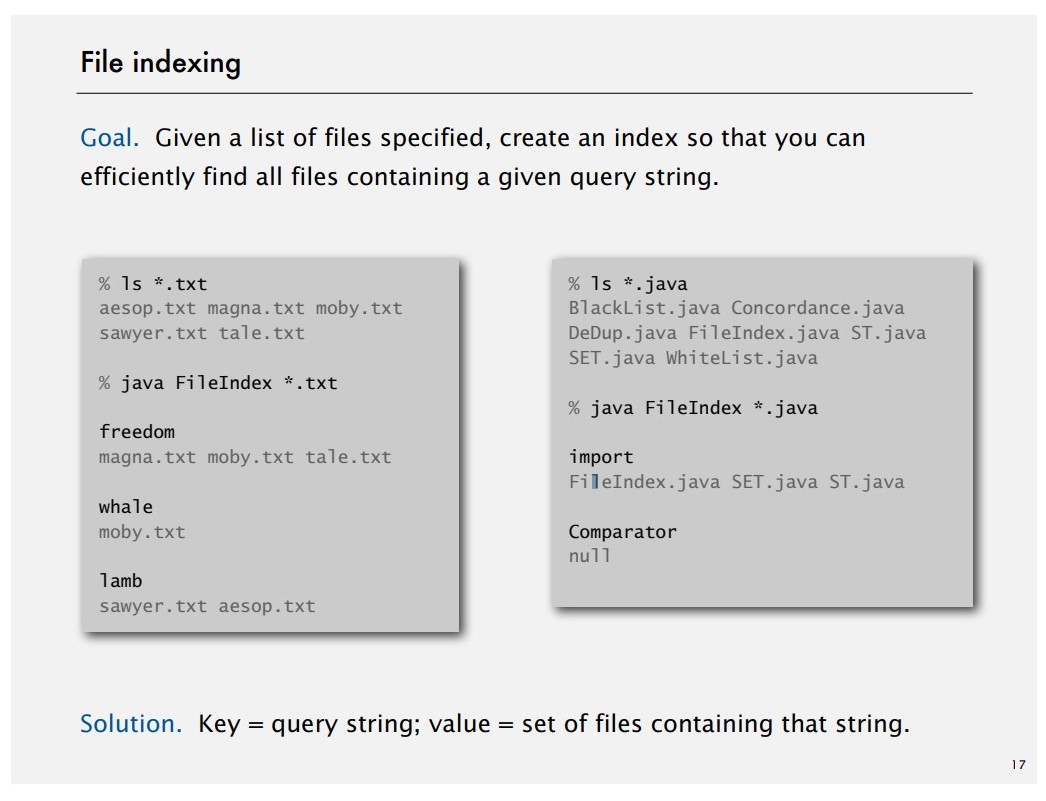 File indexing
Goal. Given a list of files specified, create an index so that you can
efficiently find all files containing a given query string.
% ls *.txt
aesop.txt magna.txt moby.txt
sawyer.txt tale.txt
% java FileIndex *.txt
freedom
magna.txt moby.txt tale.txt
whale
moby.txt
lamb
sawyer.txt aesop.txt
% ls *.java
BlackList.java Concordance.java
DeDup.java FileIndex.java ST.java
SET.java WhiteList.java
% java FileIndex *.java
import
FileIndex.java SET.java ST.java
Comparator
null
Solution. Key = query string; value = set of files containing that string.
17